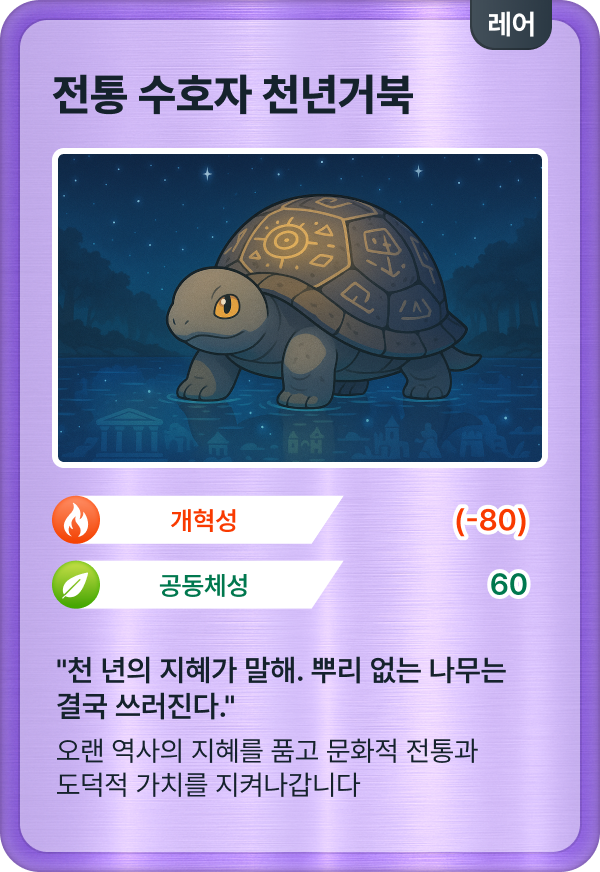 레어
전통 수호자 천년거북
개혁성
(-80)
공동체성
60
"천 년의 지혜가 말해. 뿌리 없는 나무는
결국 쓰러진다."
오랜 역사의 지혜를 품고 문화적 전통과
도덕적 가치를 지켜나갑니다